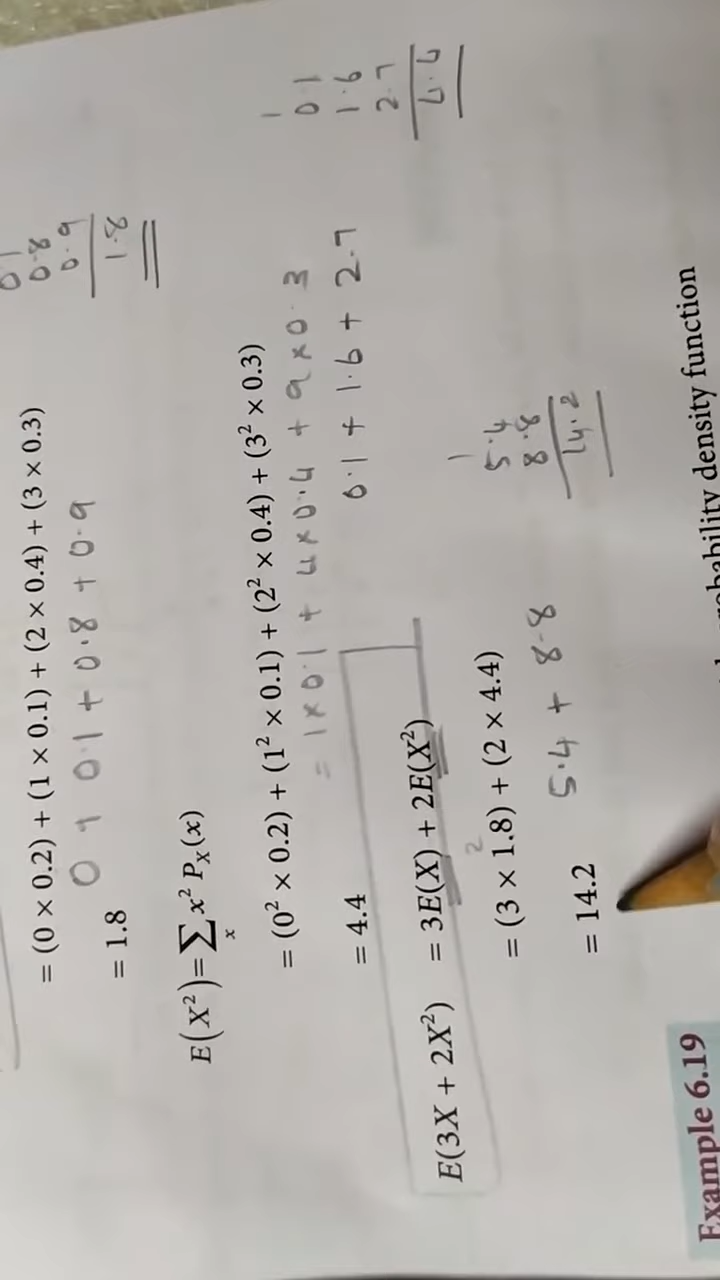 = (0 × 0.2) + (1 × 0.1) + (2 × 0.4) + (3 × 0.3)
0 + 0.1 + 0.8 + 0.9
0.1
0.8
0.9
1.8
= 1.8
E(X²) = ∑ₓ x² P_X(x)
= (0² × 0.2) + (1² × 0.1) + (2² × 0.4) + (3² × 0.3)
= 1×0.1 + 4×0.4 + 9×0.3
0.1 + 1.6 + 2.7
1
0.1
1.6
2.7
4.4
= 4.4
E(3X + 2X²) = 3E(X) + 2E(X²)
2
= (3 × 1.8) + (2 × 4.4)
5.4 + 8.8
1
5.4
8.8
14.2
= 14.2
Example 6.19
probability density function